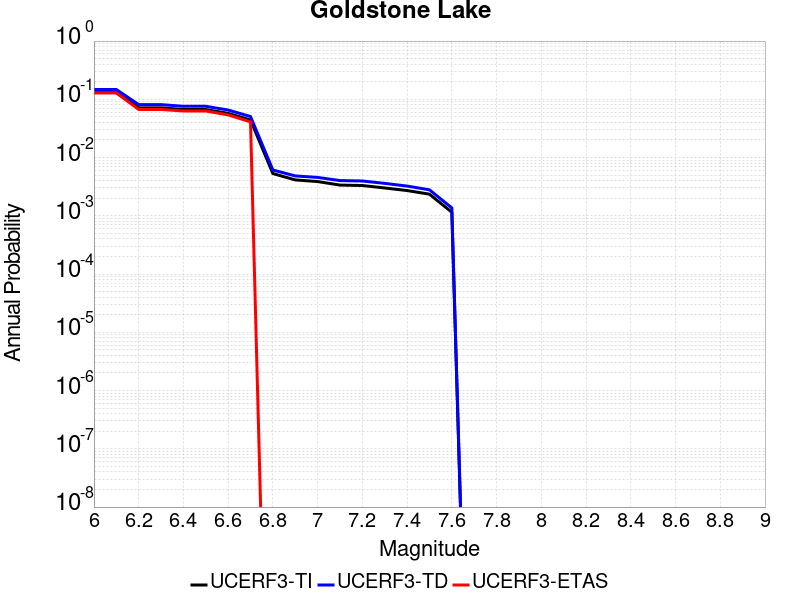 Goldstone Lake
10^0
10^-1
10^-2
10^-3
10^-4
10^-5
10^-6
10^-7
10^-8
Annual Probability
6 6.2 6.4 6.6 6.8 7 7.2 7.4 7.6 7.8 8 8.2 8.4 8.6 8.8 9
Magnitude
UCERF3-TI UCERF3-TD UCERF3-ETAS